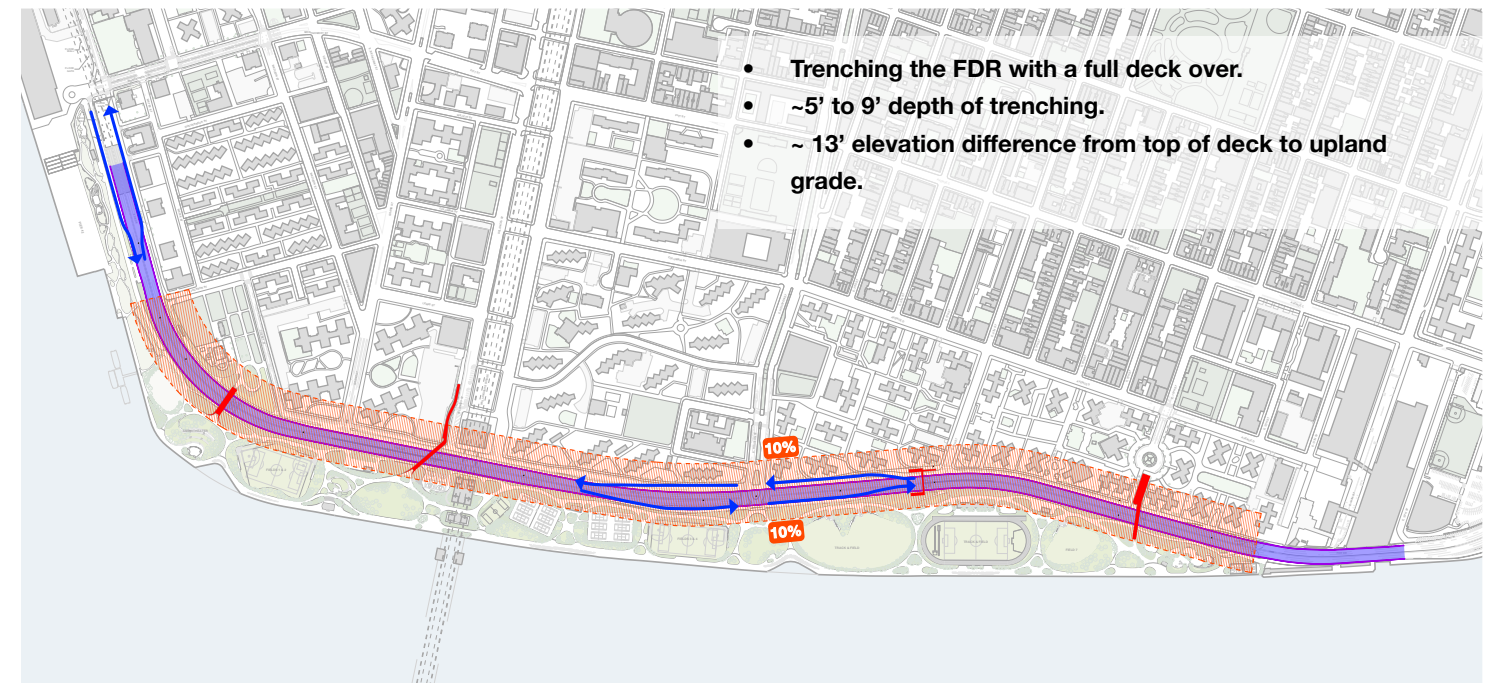 • Trenching the FDR with a full deck over.
• ~5’ to 9’ depth of trenching.
• ~ 13’ elevation difference from top of deck to upland
grade.
10%
10%